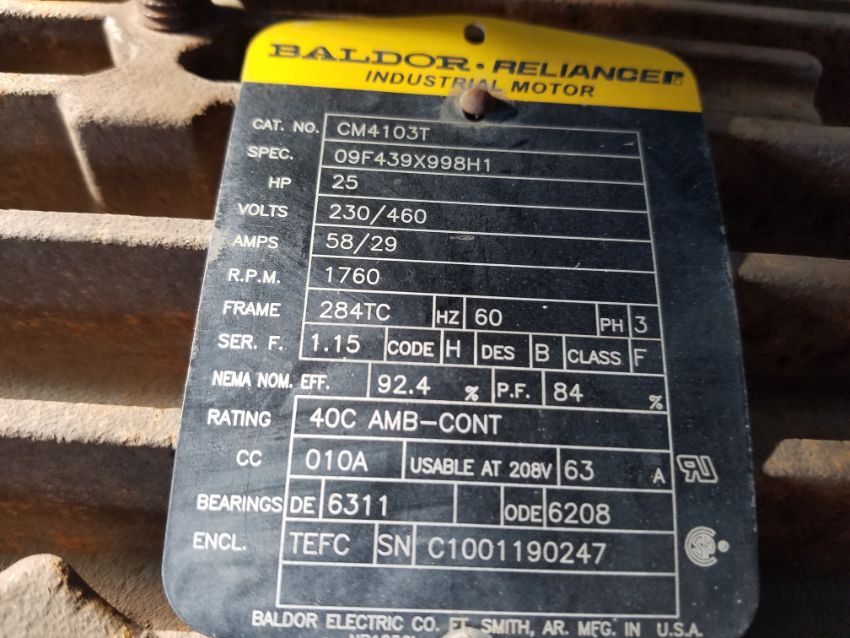 BALDOR • RELIANCE
INDUSTRIAL MOTOR
CAT. NO. CM4103T
SPEC. 09F439X998H1
HP 25
VOLTS 230/460
AMPS 58/29
R.P.M. 1760
FRAME 284TC HZ 60 PH 3
SER. F. 1.15 CODE H DES B CLASS F
NEMA NOM. EFF. 92.4 % P.F. 84 %
RATING 40C AMB-CONT
CC 010A USABLE AT 208V 63 A
BEARINGS DE 6311 ODE 6208
ENCL. TEFC SN C1001190247
BALDOR ELECTRIC CO. FT. SMITH, AR. MFG. IN U.S.A.